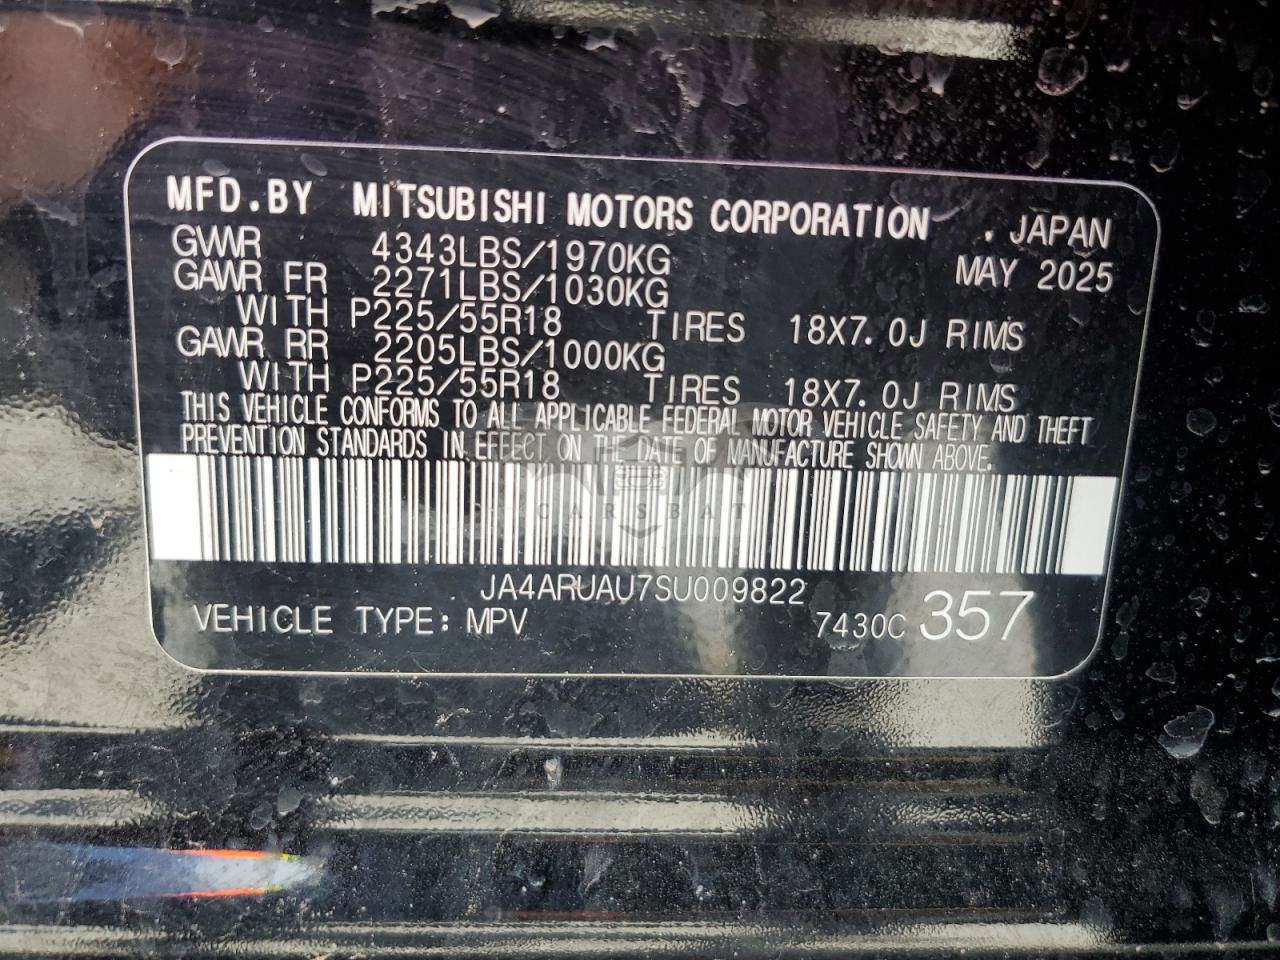 MFD.BY MITSUBISHI MOTORS CORPORATION . JAPAN
GVWR 4343LBS/1970KG MAY 2025
GAWR FR 2271LBS/1030KG
WITH P225/55R18 TIRES 18X7.0J RIMS
GAWR RR 2205LBS/1000KG
WITH P225/55R18 TIRES 18X7.0J RIMS
THIS VEHICLE CONFORMS TO ALL APPLICABLE FEDERAL MOTOR VEHICLE SAFETY AND THEFT
PREVENTION STANDARDS IN EFFECT ON THE DATE OF MANUFACTURE SHOWN ABOVE.
CARSBAT
JA4ARUAU7SU009822
VEHICLE TYPE: MPV 7430C 357